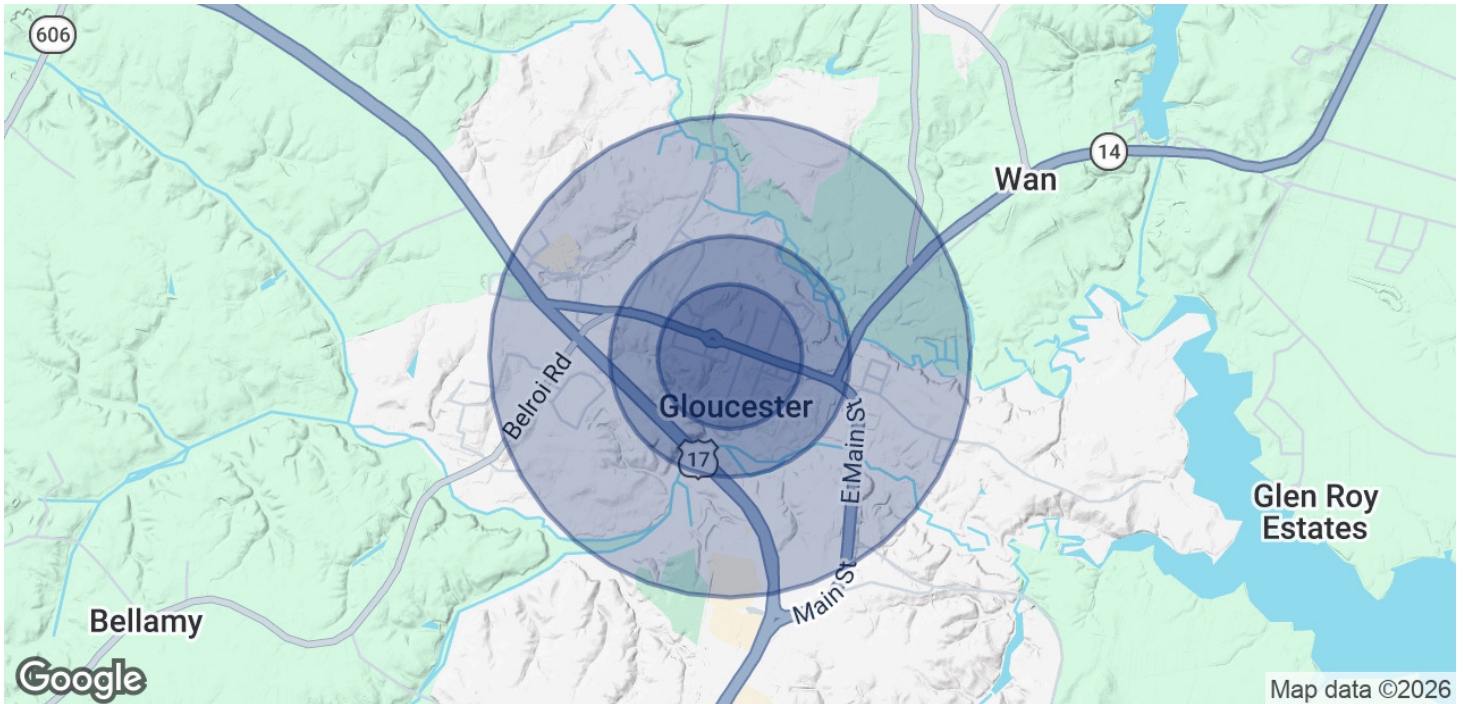 606
14
Wan
Belroi Rd
Gloucester
17
E Main St
Glen Roy
Estates
Main St
Bellamy
Google
Map data ©2026